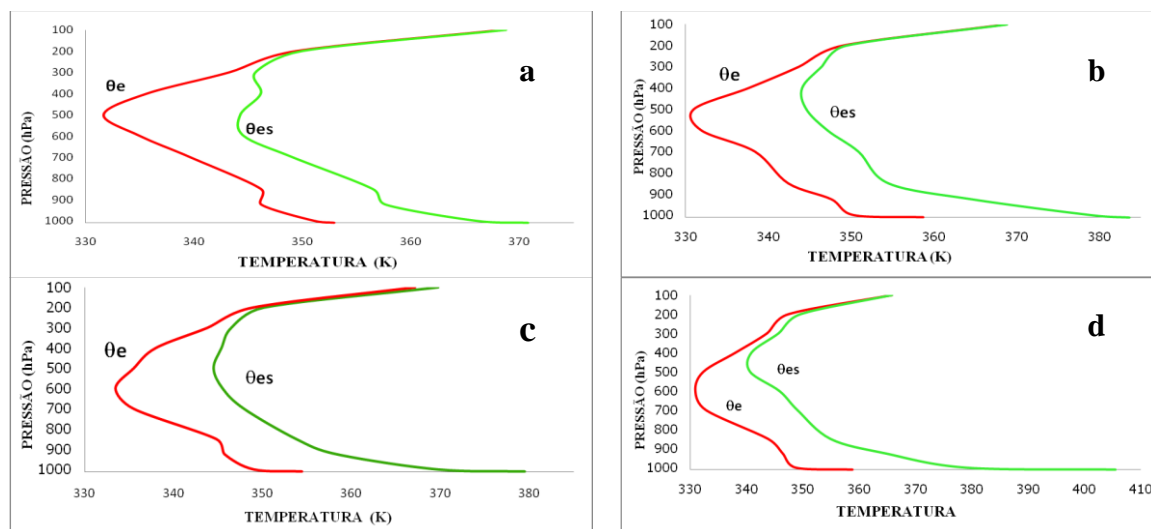 a
PRESSÃO (hPa)
100
200
300
400
500
600
700
800
900
1000
θe
θes
330 340 350 360 370
TEMPERATURA (K)
b
PRESSÃO (hPa)
100
200
300
400
500
600
700
800
900
1000
θe
θes
330 340 350 360 370 380
TEMPERATURA (K)
c
PRESSÃO (hPa)
100
200
300
400
500
600
700
800
900
1000
θe
θes
330 340 350 360 370 380
TEMPERATURA (K)
d
PRESSÃO (hPa)
100
200
300
400
500
600
700
800
900
1000
θes
θe
330 340 350 360 370 380 390 400 410
TEMPERATURA